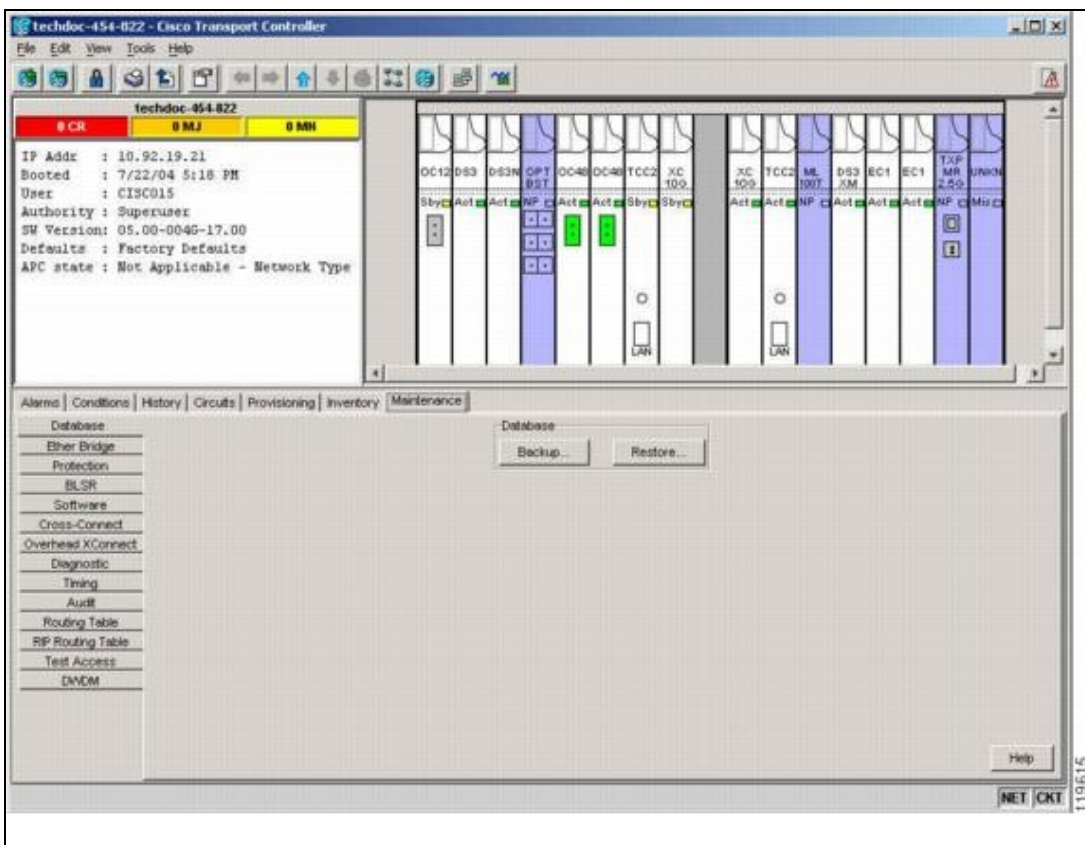 techdoc-454-822 - Cisco Transport Controller
File Edit View Tools Help
techdoc-454-822
0 CR 0 MJ 0 MN
IP Addr : 10.92.19.21
Booted : 7/22/04 5:18 PM
User : CISCO15
Authority : Superuser
SW Version: 05.00-004G-17.00
Defaults : Factory Defaults
APC state : Not Applicable - Network Type
OC12 DS3 DS3N OPT BST OC48 OC48 TCC2 XC 10G XC 10G TCC2 ML 100T DS3 XM EC1 EC1 TXP MR 2.5G UNKN
Sby Act Act NP Act Act Sby Sby Act Act NP Act Act Act NP Mis
LAN LAN
Alarms Conditions History Circuits Provisioning Inventory Maintenance
Database
Ether Bridge
Protection
BLSR
Software
Cross-Connect
Overhead XConnect
Diagnostic
Timing
Audit
Routing Table
RIP Routing Table
Test Access
DWDM
Database
Backup... Restore...
Help
NET CKT
119615